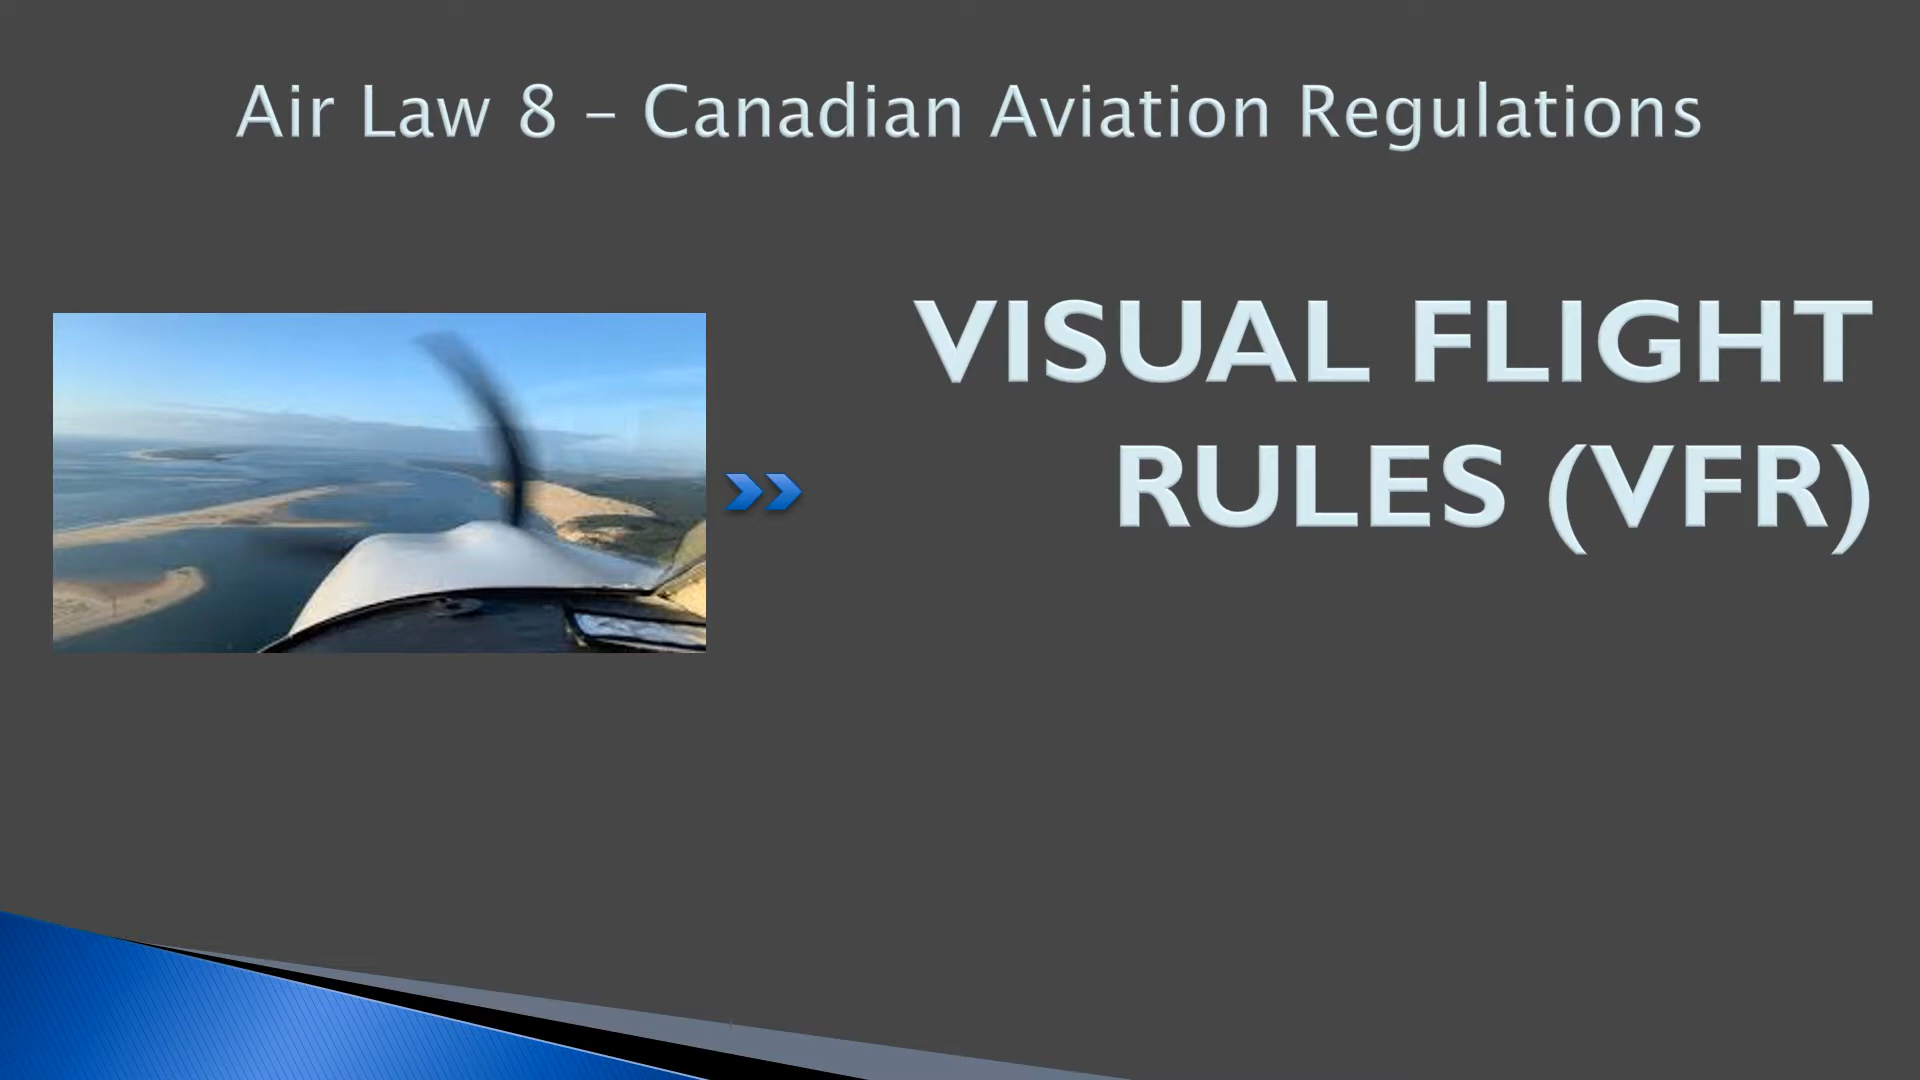 Air Law 8 – Canadian Aviation Regulations
VISUAL FLIGHT
RULES (VFR)